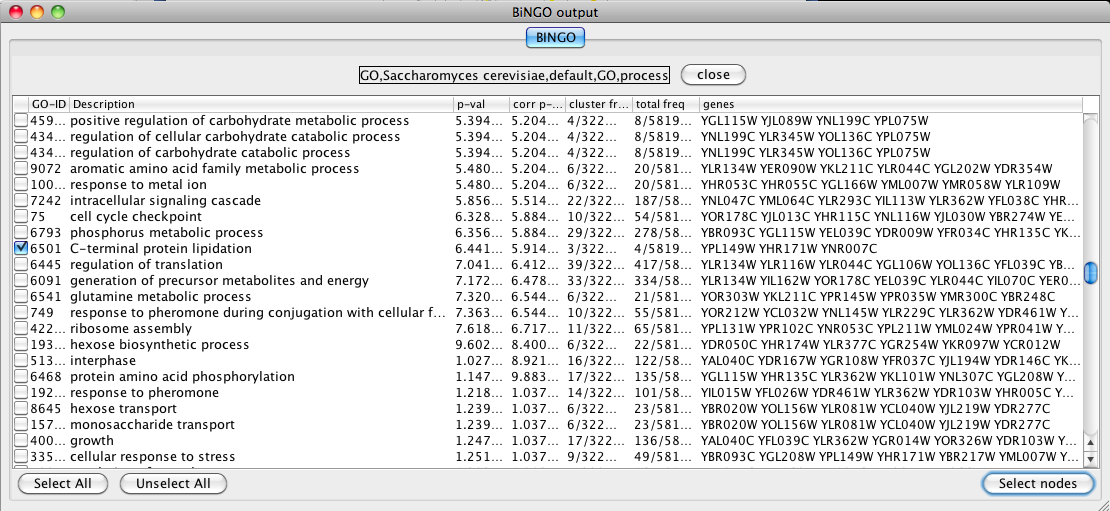 BiNGO output
BINGO
GO,Saccharomyces cerevisiae,default,GO,process close
GO-ID Description p-val corr p-... cluster fr... total freq genes
459... positive regulation of carbohydrate metabolic process 5.394... 5.204... 4/322... 8/5819... YGL115W YJL089W YNL199C YPL075W
434... regulation of cellular carbohydrate catabolic process 5.394... 5.204... 4/322... 8/5819... YNL199C YLR345W YOL136C YPL075W
434... regulation of carbohydrate catabolic process 5.394... 5.204... 4/322... 8/5819... YNL199C YLR345W YOL136C YPL075W
9072 aromatic amino acid family metabolic process 5.480... 5.204... 6/322... 20/581... YLR134W YER090W YKL211C YLR044C YGL202W YDR354W
100... response to metal ion 5.480... 5.204... 6/322... 20/581... YHR053C YHR055C YGL166W YML007W YMR058W YLR109W
7242 intracellular signaling cascade 5.856... 5.514... 22/322... 187/58... YNL047C YML064C YLR293C YIL113W YLR362W YFL038C YHR...
75 cell cycle checkpoint 6.328... 5.884... 10/322... 54/581... YOR178C YJL013C YHR115C YNL116W YJL030W YBR274W YE...
6793 phosphorus metabolic process 6.356... 5.884... 29/322... 278/58... YBR093C YGL115W YEL039C YDR009W YFR034C YHR135C YK...
6501 C-terminal protein lipidation 6.441... 5.914... 3/322... 4/5819... YPL149W YHR171W YNR007C
6445 regulation of translation 7.041... 6.412... 39/322... 417/58... YLR134W YLR116W YLR044C YGL106W YOL136C YFL039C YB...
6091 generation of precursor metabolites and energy 7.172... 6.478... 33/322... 334/58... YLR134W YIL162W YOR178C YEL039C YLR044C YIL070C YER0...
6541 glutamine metabolic process 7.320... 6.544... 6/322... 21/581... YOR303W YKL211C YPR145W YPR035W YMR300C YBR248C
749 response to pheromone during conjugation with cellular f... 7.363... 6.544... 10/322... 55/581... YOR212W YCL032W YNL145W YLR229C YLR362W YDR461W Y...
422... ribosome assembly 7.618... 6.717... 11/322... 65/581... YPL131W YPR102C YNR053C YPL211W YML024W YPR041W Y...
193... hexose biosynthetic process 9.602... 8.400... 6/322... 22/581... YDR050C YHR174W YLR377C YGR254W YKR097W YCR012W
513... interphase 1.027... 8.921... 16/322... 122/58... YAL040C YDR167W YGR108W YFR037C YJL194W YDR146C YK...
6468 protein amino acid phosphorylation 1.147... 9.883... 17/322... 135/58... YGL115W YHR135C YLR362W YKL101W YNL307C YGL208W Y...
192... response to pheromone 1.218... 1.037... 14/322... 101/58... YIL015W YFL026W YDR461W YLR362W YDR103W YHR005C Y...
8645 hexose transport 1.239... 1.037... 6/322... 23/581... YBR020W YOL156W YLR081W YCL040W YJL219W YDR277C
157... monosaccharide transport 1.239... 1.037... 6/322... 23/581... YBR020W YOL156W YLR081W YCL040W YJL219W YDR277C
400... growth 1.247... 1.037... 17/322... 136/58... YAL040C YFL039C YLR362W YGR014W YOR326W YDR103W Y...
335... cellular response to stress 1.251... 1.037... 9/322... 49/581... YBR093C YGL208W YPL149W YHR171W YBR217W YML007W Y...
Select All Unselect All Select nodes